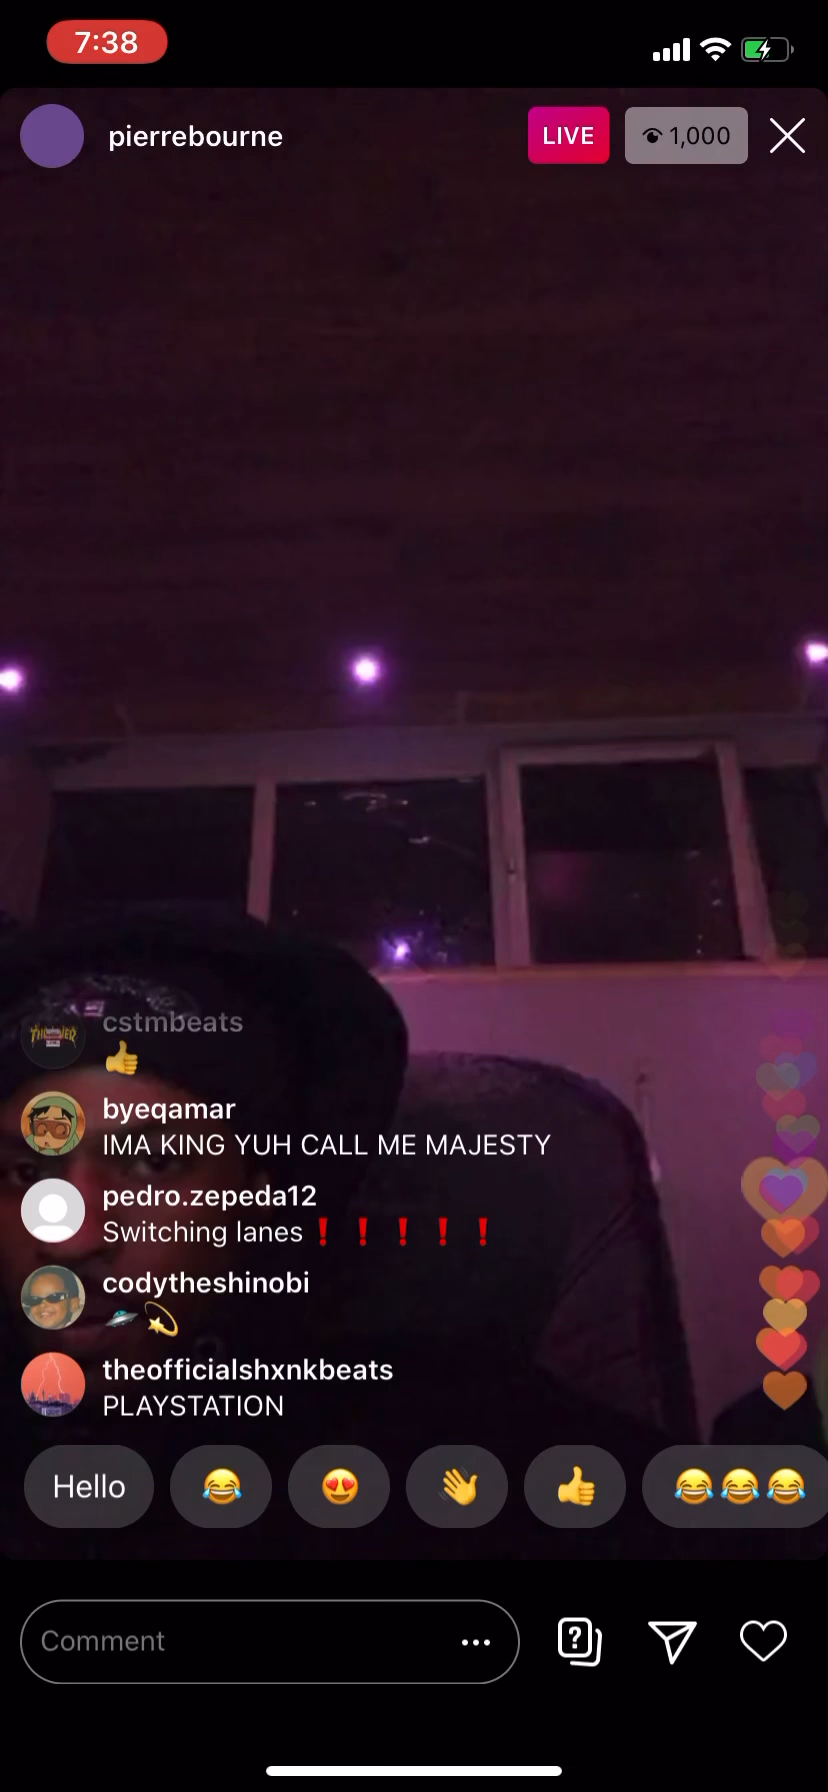 7:38
pierrebourne
LIVE
1,000
cstmbeats
👍
byeqamar
IMA KING YUH CALL ME MAJESTY
pedro.zepeda12
Switching lanes❗❗❗❗❗
codytheshinobi
🛸💫
theofficialshxnkbeats
PLAYSTATION
Hello 😂 😍 👋 👍 😂😂😂
Comment